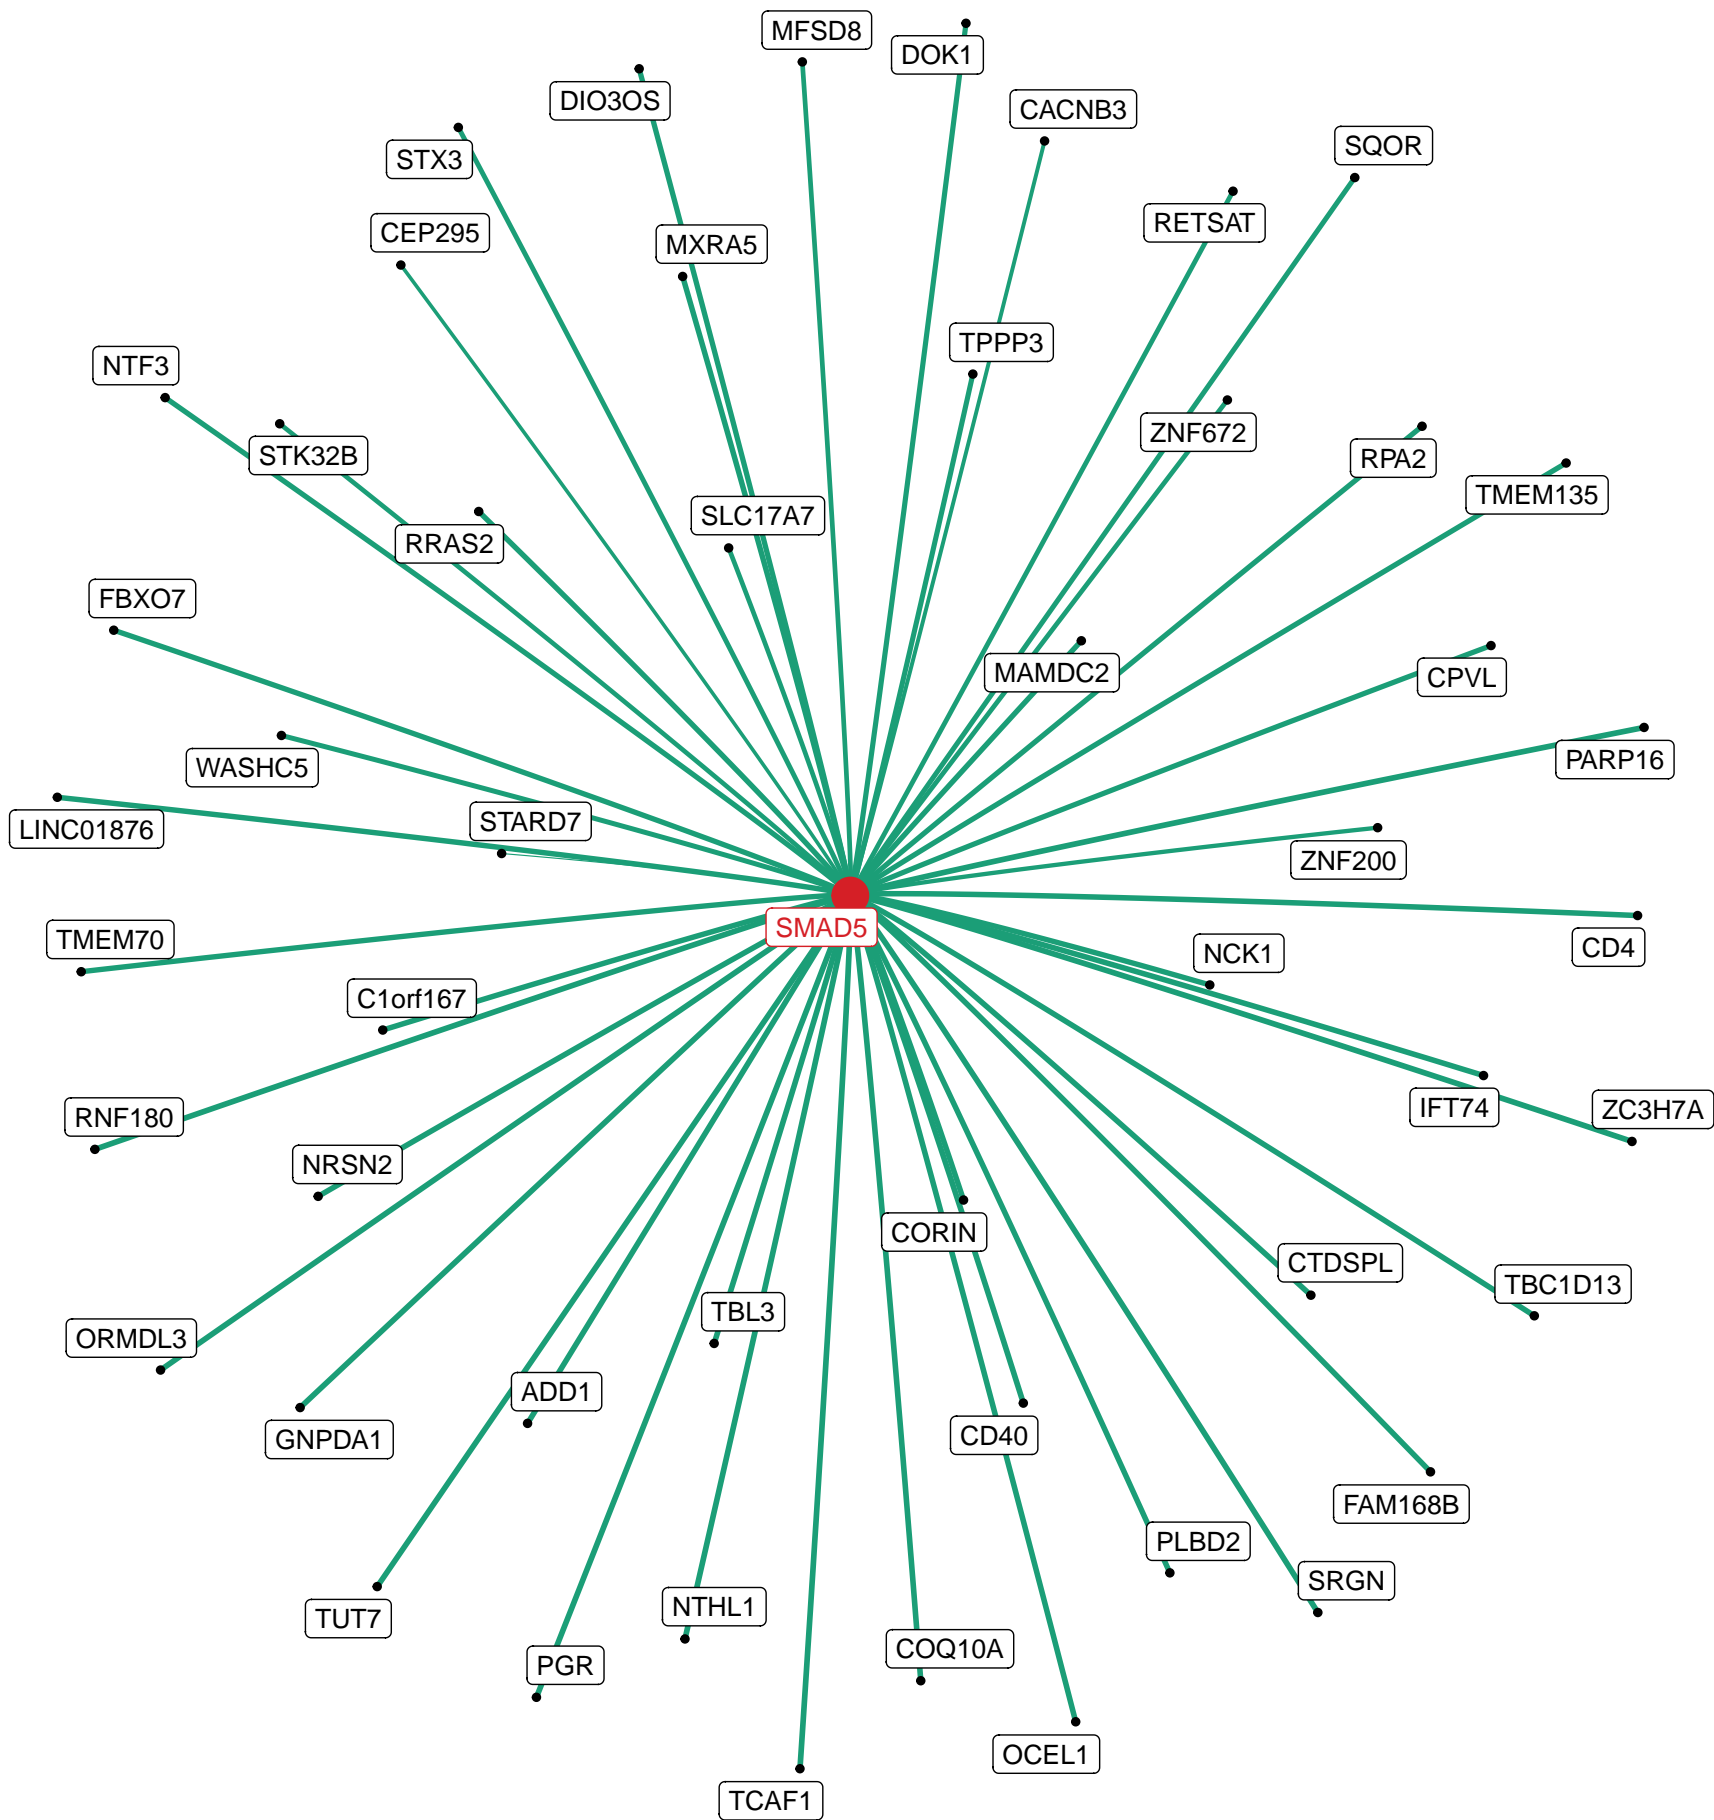 MFSD8
DOK1
DIO3OS
CACNB3
STX3
SQOR
RETSAT
CEP295
MXRA5
TPPP3
NTF3
ZNF672
STK32B
RPA2
TMEM135
SLC17A7
RRAS2
FBXO7
MAMDC2
CPVL
WASHC5
PARP16
LINC01876
STARD7
ZNF200
SMAD5
TMEM70
CD4
NCK1
C1orf167
RNF180
IFT74
ZC3H7A
NRSN2
CORIN
CTDSPL
TBC1D13
TBL3
ORMDL3
ADD1
GNPDA1
CD40
FAM168B
PLBD2
SRGN
NTHL1
TUT7
COQ10A
PGR
OCEL1
TCAF1